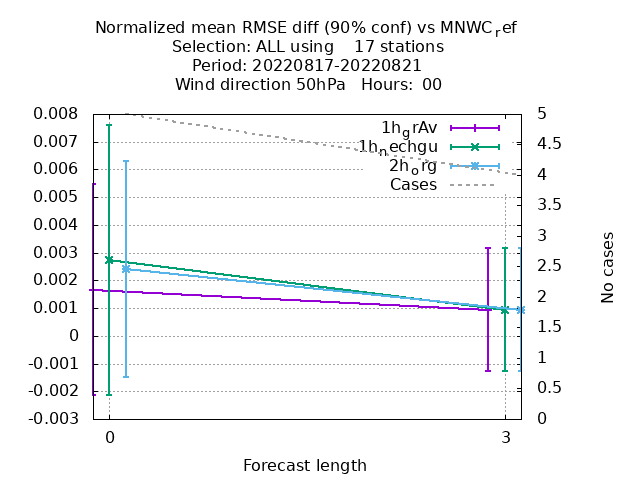 Normalized mean RMSE diff (90% conf) vs MNWC_ref
Selection: ALL using 17 stations
Period: 20220817-20220821
Wind direction 50hPa Hours: 00
0.008
0.007
0.006
0.005
0.004
0.003
0.002
0.001
0
-0.001
-0.002
-0.003
1h_grAv
1h_nechgu
2h_org
Cases
5
4.5
4
3.5
3
2.5
2
1.5
1
0.5
0
No cases
0 3
Forecast length